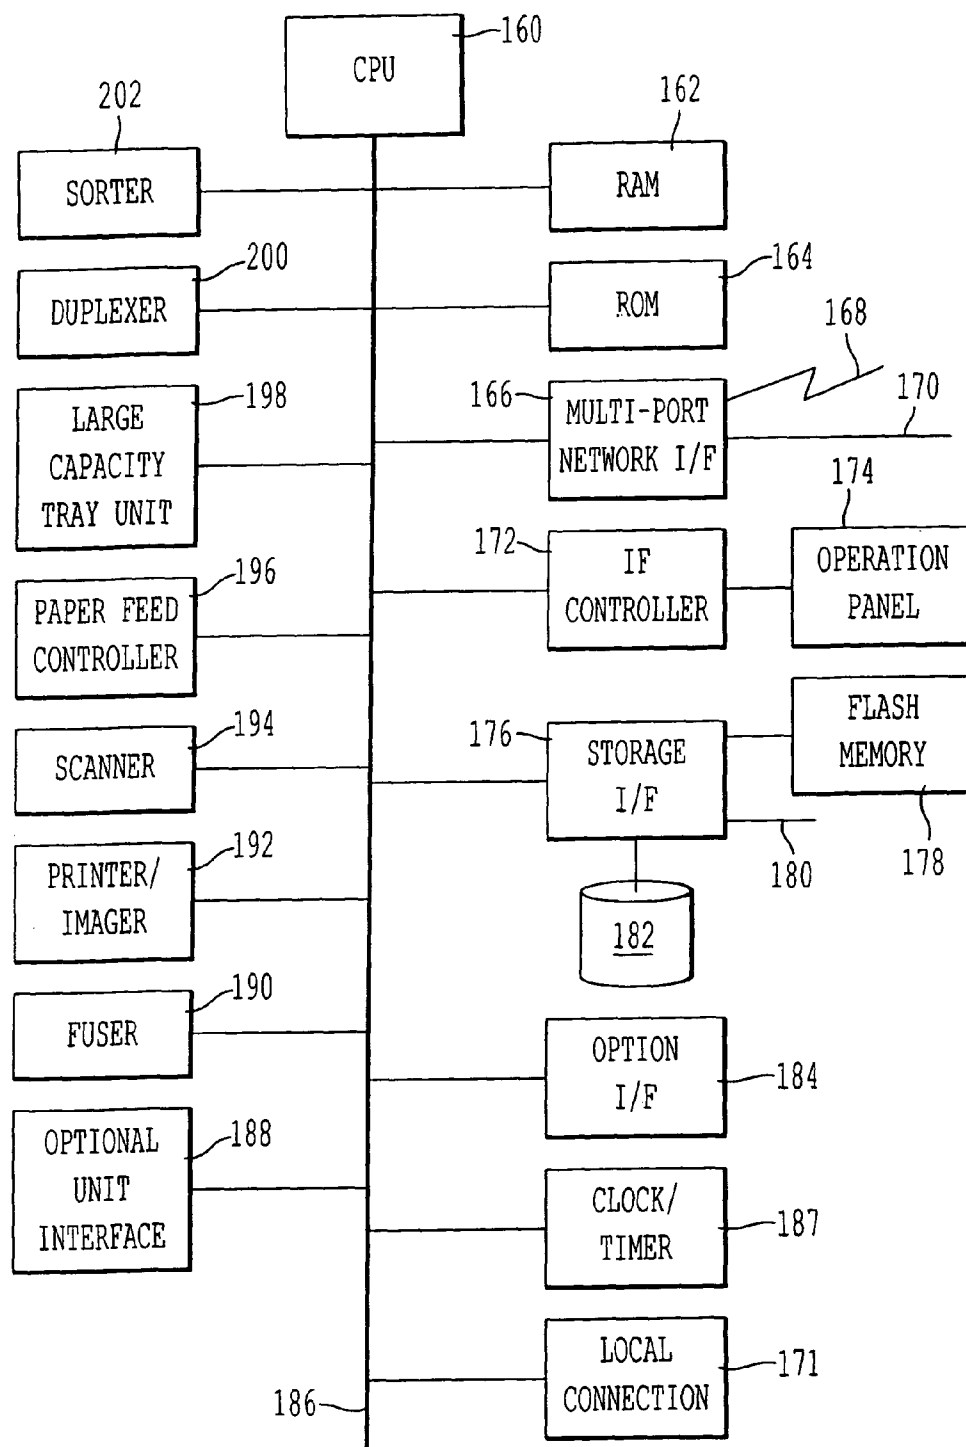 CPU
160
202
SORTER
162
RAM
200
DUPLEXER
164
ROM
168
198
LARGE
CAPACITY
TRAY UNIT
166
MULTI-PORT
NETWORK I/F
170
174
172
IF
CONTROLLER
OPERATION
PANEL
196
PAPER FEED
CONTROLLER
194
SCANNER
176
STORAGE
I/F
FLASH
MEMORY
178
180
182
192
PRINTER/
IMAGER
190
FUSER
OPTION
I/F
184
188
OPTIONAL
UNIT
INTERFACE
CLOCK/
TIMER
187
LOCAL
CONNECTION
171
186